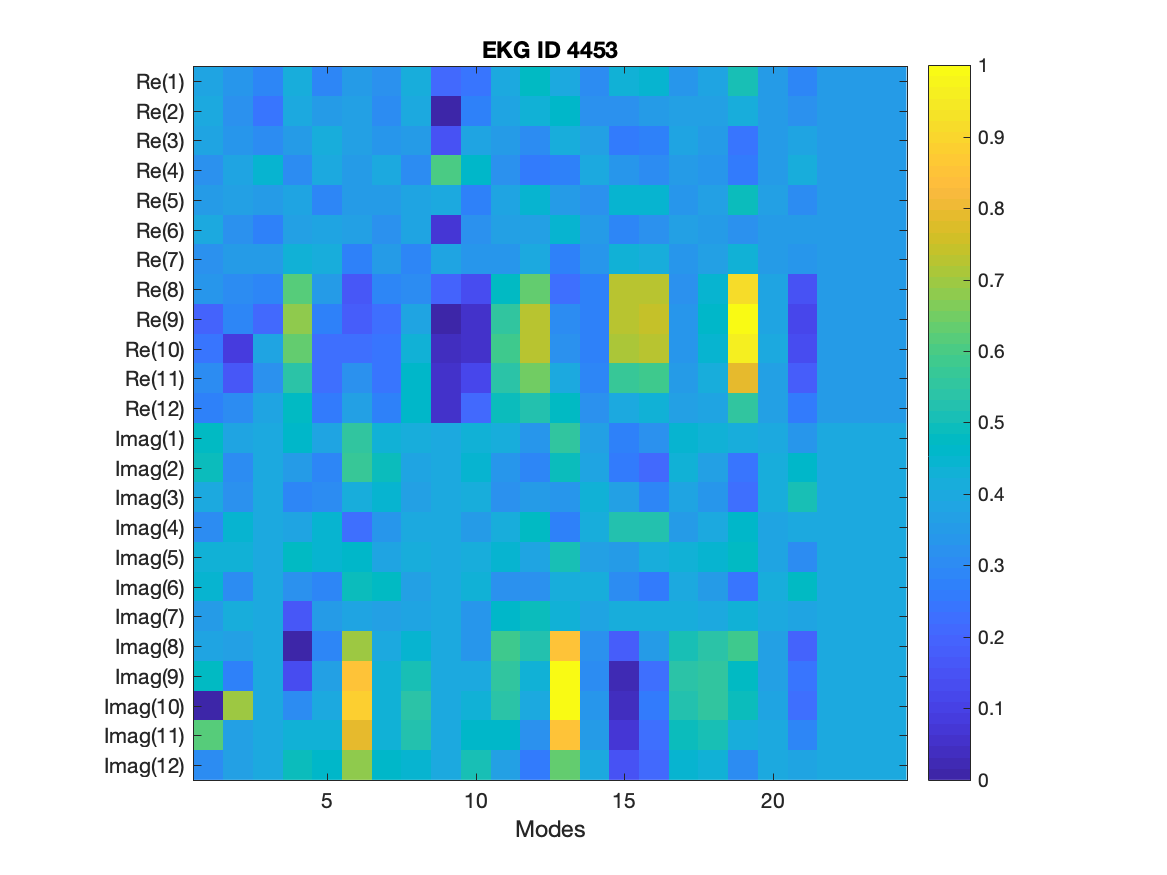 EKG ID 4453
Re(1)
Re(2)
Re(3)
Re(4)
Re(5)
Re(6)
Re(7)
Re(8)
Re(9)
Re(10)
Re(11)
Re(12)
Imag(1)
Imag(2)
Imag(3)
Imag(4)
Imag(5)
Imag(6)
Imag(7)
Imag(8)
Imag(9)
Imag(10)
Imag(11)
Imag(12)
5 10 15 20
Modes
1
0.9
0.8
0.7
0.6
0.5
0.4
0.3
0.2
0.1
0